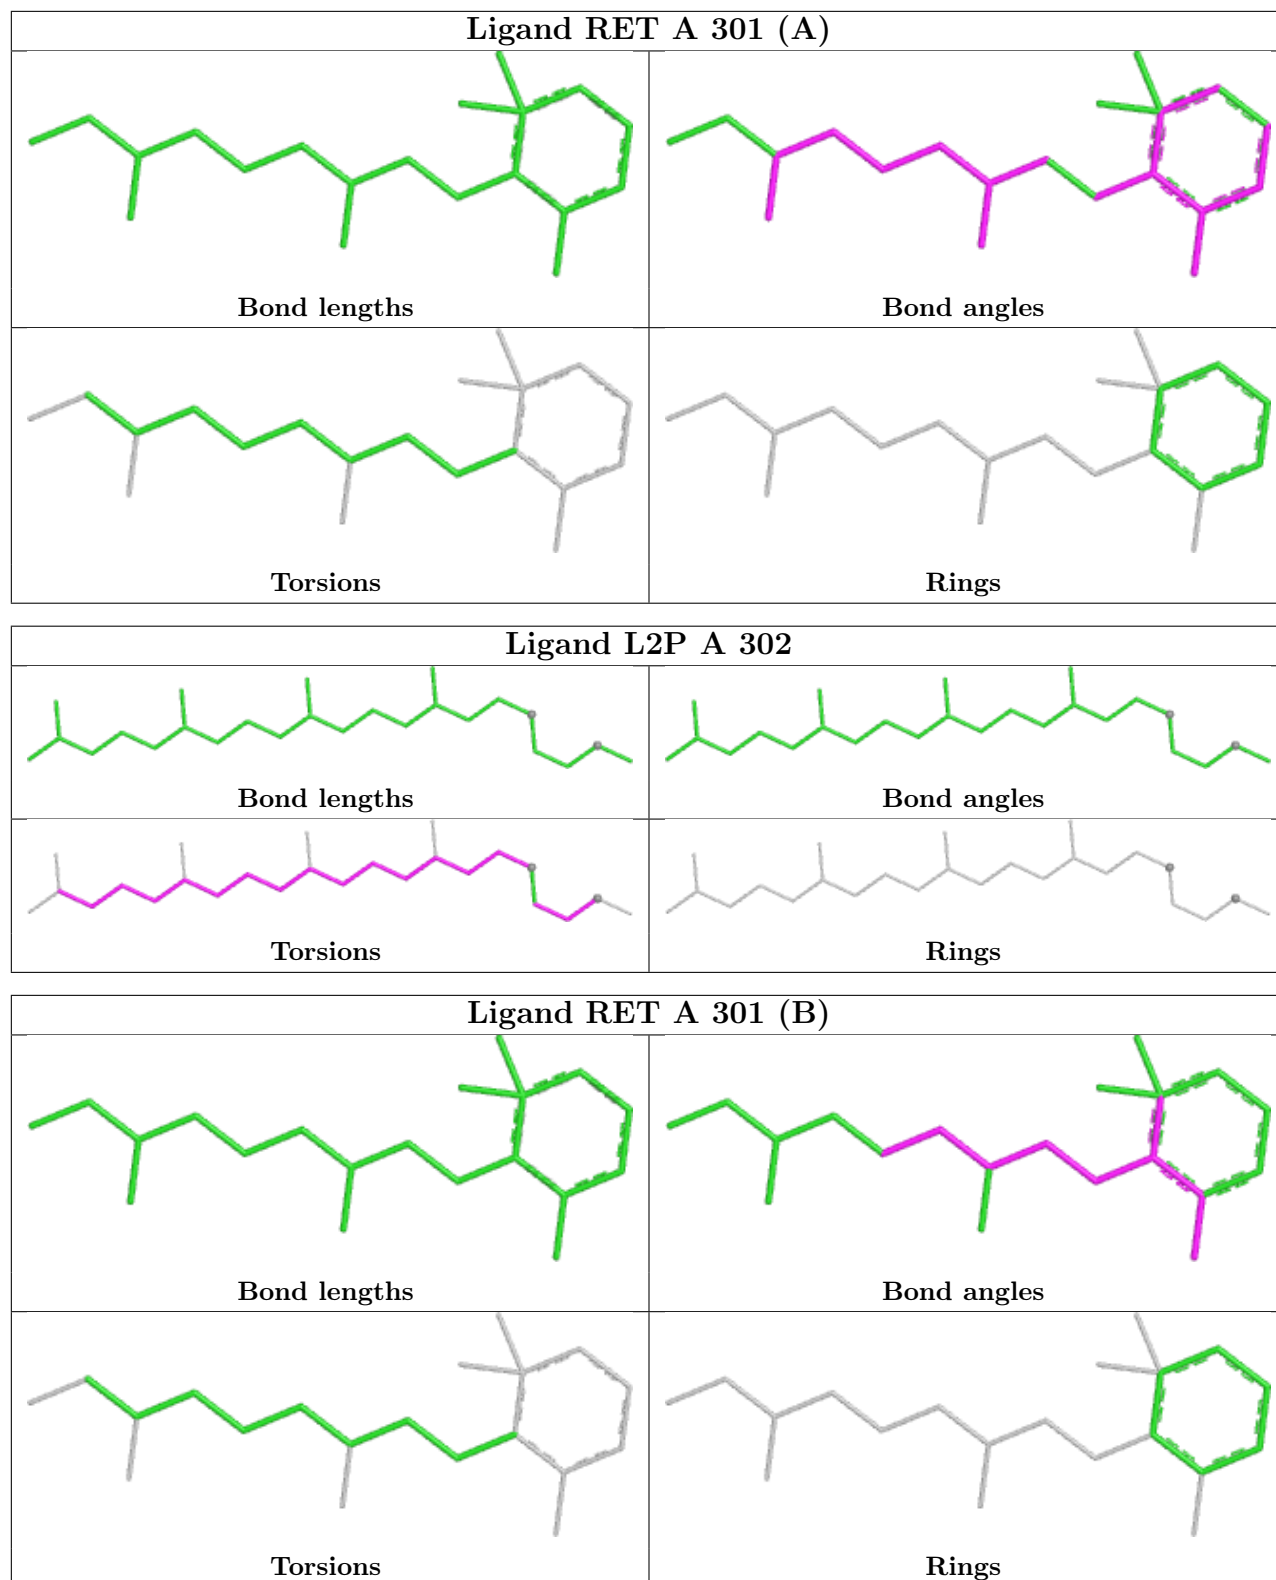 Ligand RET A 301 (A)
Bond lengths
Bond angles
Torsions
Rings
Ligand L2P A 302
Bond lengths
Bond angles
Torsions
Rings
Ligand RET A 301 (B)
Bond lengths
Bond angles
Torsions
Rings